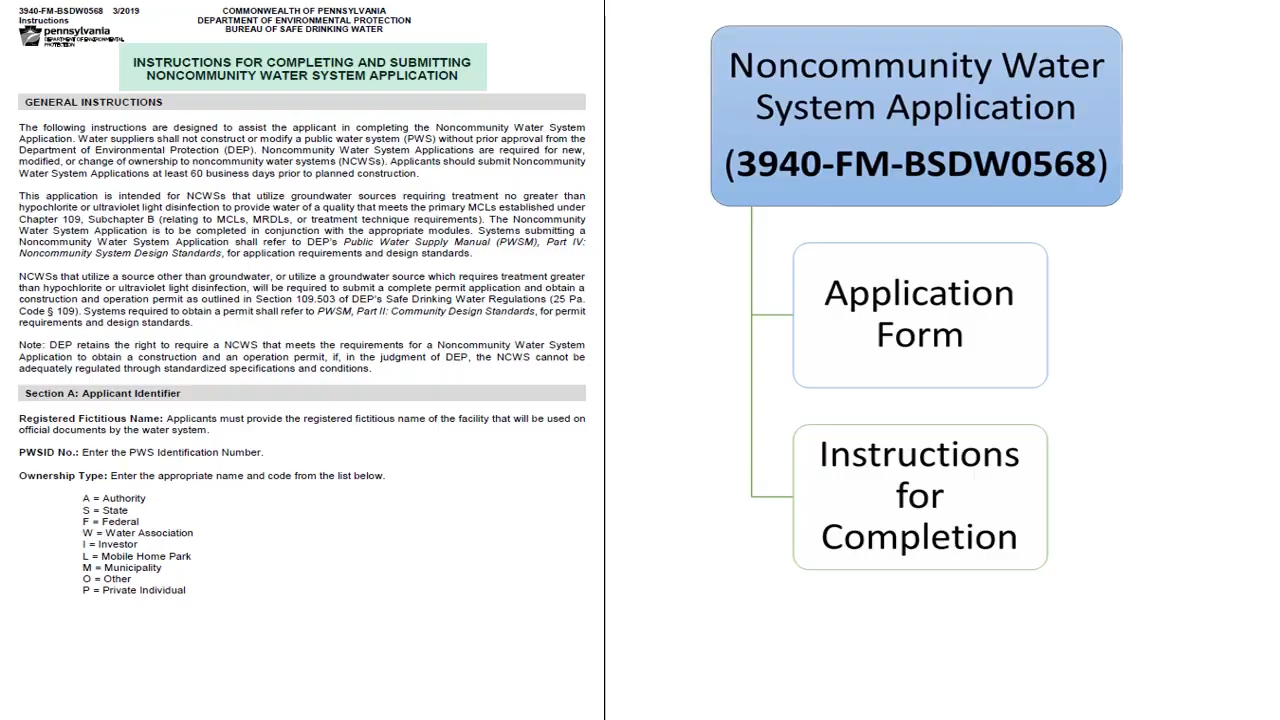 3940-FM-BSDW0568 3/2019
Instructions
pennsylvania
DEPARTMENT OF ENVIRONMENTAL
PROTECTION
COMMONWEALTH OF PENNSYLVANIA
DEPARTMENT OF ENVIRONMENTAL PROTECTION
BUREAU OF SAFE DRINKING WATER
INSTRUCTIONS FOR COMPLETING AND SUBMITTING
NONCOMMUNITY WATER SYSTEM APPLICATION
GENERAL INSTRUCTIONS
The following instructions are designed to assist the applicant in completing the Noncommunity Water System
Application. Water suppliers shall not construct or modify a public water system (PWS) without prior approval from the
Department of Environmental Protection (DEP). Noncommunity Water System Applications are required for new,
modified, or change of ownership to noncommunity water systems (NCWSs). Applicants should submit Noncommunity
Water System Applications at least 60 business days prior to planned construction.
This application is intended for NCWSs that utilize groundwater sources requiring treatment no greater than
hypochlorite or ultraviolet light disinfection to provide water of a quality that meets the primary MCLs established under
Chapter 109, Subchapter B (relating to MCLs, MRDLs, or treatment technique requirements). The Noncommunity
Water System Application is to be completed in conjunction with the appropriate modules. Systems submitting a
Noncommunity Water System Application shall refer to DEP's Public Water Supply Manual (PWSM), Part IV:
Noncommunity System Design Standards, for application requirements and design standards.
NCWSs that utilize a source other than groundwater, or utilize a groundwater source which requires treatment greater
than hypochlorite or ultraviolet light disinfection, will be required to submit a complete permit application and obtain a
construction and operation permit as outlined in Section 109.503 of DEP's Safe Drinking Water Regulations (25 Pa.
Code § 109). Systems required to obtain a permit shall refer to PWSM, Part II: Community Design Standards, for permit
requirements and design standards.
Note: DEP retains the right to require a NCWS that meets the requirements for a Noncommunity Water System
Application to obtain a construction and an operation permit, if, in the judgment of DEP, the NCWS cannot be
adequately regulated through standardized specifications and conditions.
Section A: Applicant Identifier
Registered Fictitious Name: Applicants must provide the registered fictitious name of the facility that will be used on
official documents by the water system.
PWSID No.: Enter the PWS Identification Number.
Ownership Type: Enter the appropriate name and code from the list below.
A = Authority
S = State
F = Federal
W = Water Association
I = Investor
L = Mobile Home Park
M = Municipality
O = Other
P = Private Individual
Noncommunity Water
System Application
(3940-FM-BSDW0568)
Application
Form
Instructions
for
Completion